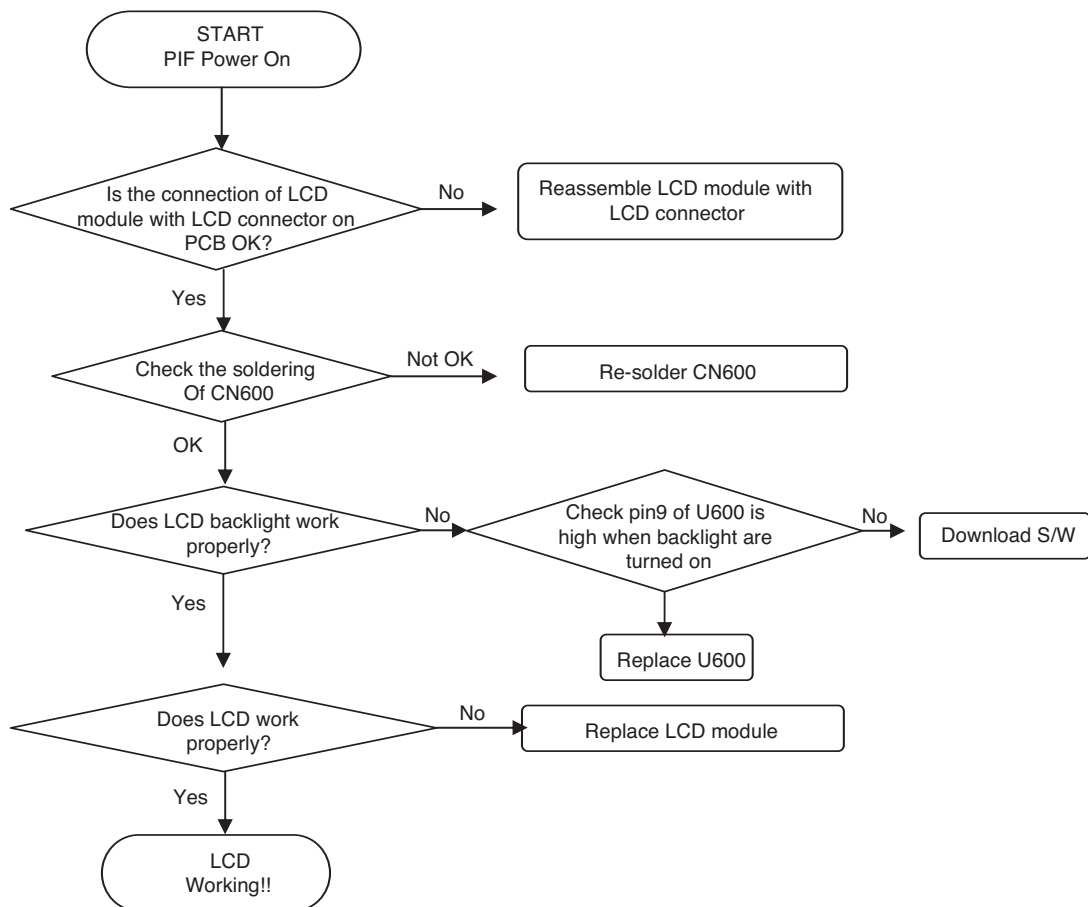 START
PIF Power On
Is the connection of LCD
module with LCD connector on
PCB OK?
No
Reassemble LCD module with
LCD connector
Yes
Check the soldering
Of CN600
Not OK
Re-solder CN600
OK
Does LCD backlight work
properly?
No
Check pin9 of U600 is
high when backlight are
turned on
No
Download S/W
Yes
Replace U600
Does LCD work
properly?
No
Replace LCD module
Yes
LCD
Working!!